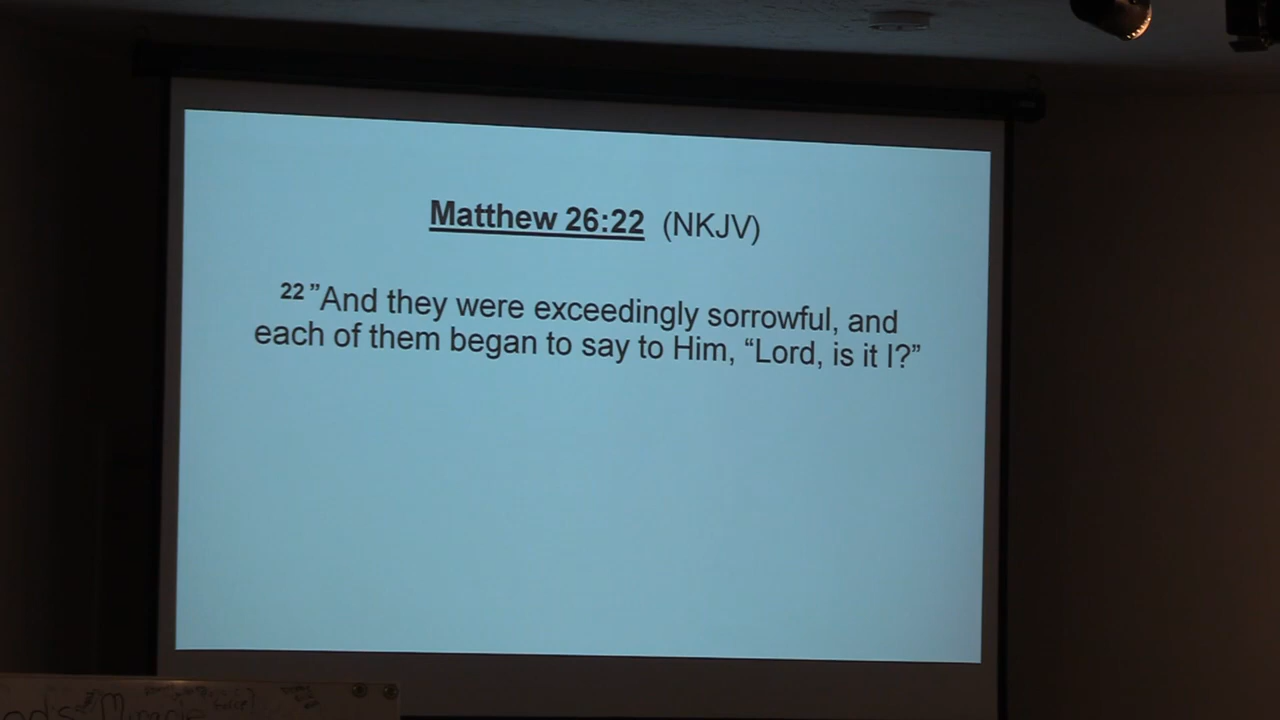 Matthew 26:22 (NKJV)
22 ”And they were exceedingly sorrowful, and
each of them began to say to Him, “Lord, is it I?”
Miracle